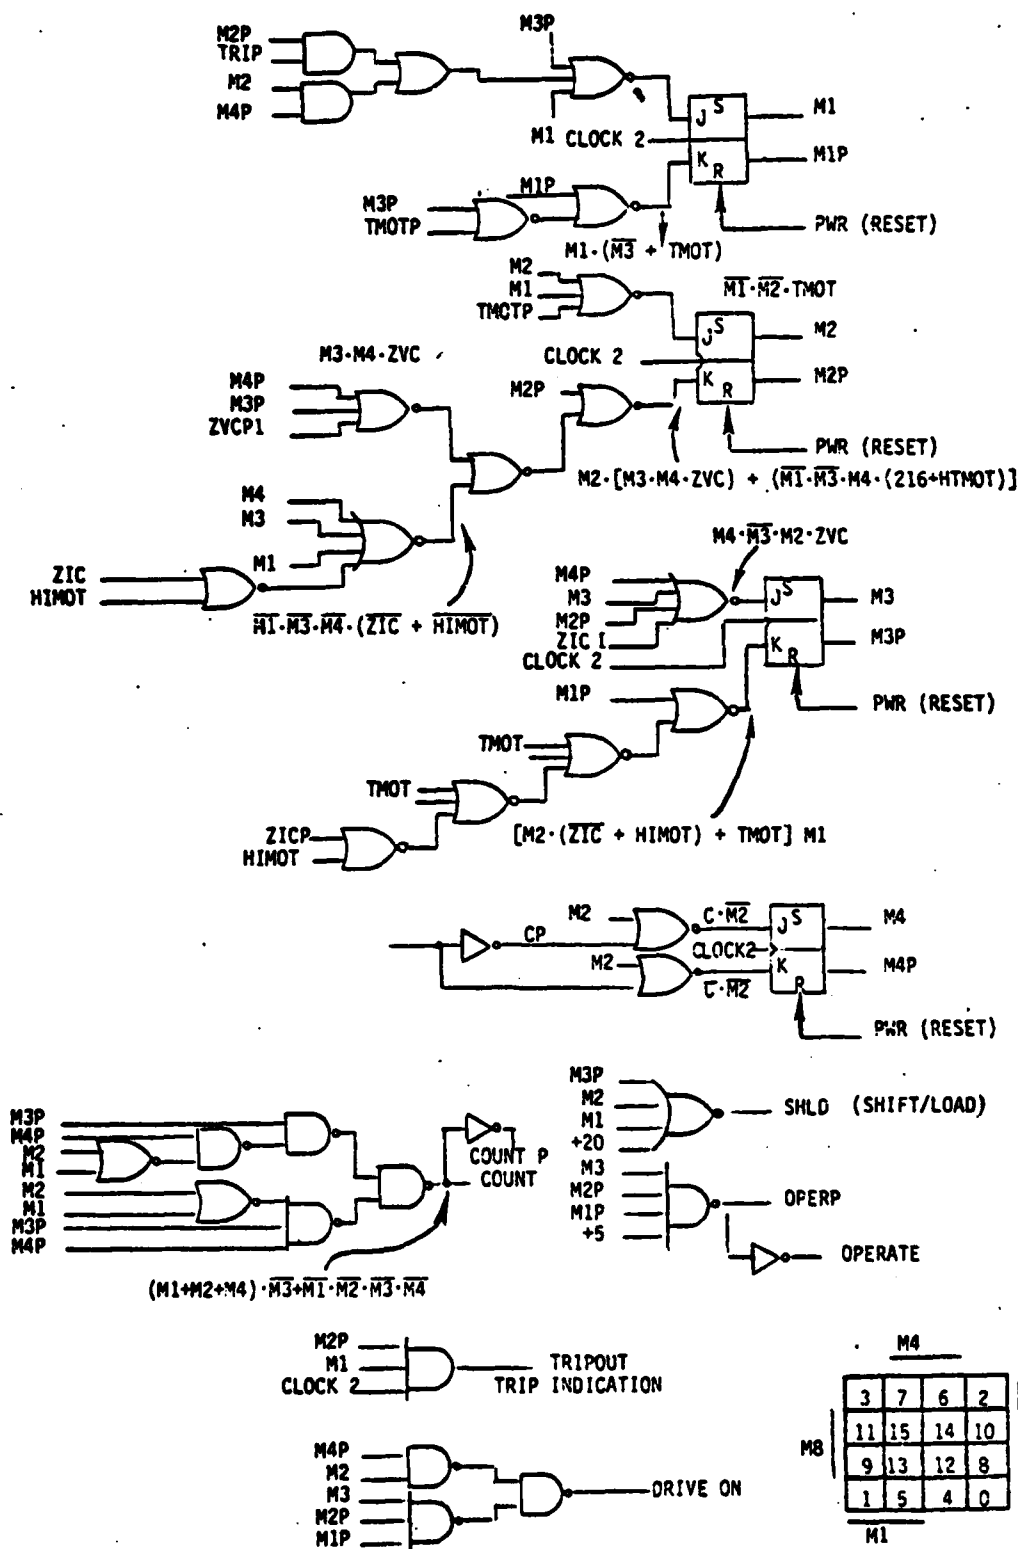 M3P
M2P
TRIP
M2
M4P
M1
CLOCK 2
J S
K
R
M1
M1P
M1P
M3P
TMOTP
PWR (RESET)
M1·(M̅3̅ + TMOT)
M2
M1
TMOTP
M̅1̅·M̅2̅·TMOT
J S
K
R
M2
M2P
CLOCK 2
M3·M4·ZVC
M4P
M3P
ZVCP1
M2P
PWR (RESET)
M2·[M3·M4·ZVC) + (M̅1̅·M̅3̅·M4·(216+HTMOT)]
M4
M3
M1
ZIC
HIMOT
M̅1̅·M̅3̅·M̅4̅·(Z̅I̅C̅ + H̅I̅M̅O̅T̅)
M4·M̅3̅·M2·ZVC
M4P
M3
M2P
ZIC I
CLOCK 2
J S
K
R
M3
M3P
M1P
PWR (RESET)
TMOT
TMOT
ZICP
HIMOT
[M2·(Z̅I̅C̅ + HIMOT) + TMOT] M1
M2
C·M̅2̅
CP
CLOCK2
M2
C̅·M̅2̅
J S
K
R
M4
M4P
PWR (RESET)
M3P
M4P
M2
M1
M2
M1
M3P
M4P
COUNT P
COUNT
(M1+M2+M4)·M̅3̅+M̅1̅·M̅2̅·M̅3̅·M̅4̅
M3P
M2
M1
+20
SHLD (SHIFT/LOAD)
M3
M2P
M1P
+5
OPERP
OPERATE
M2P
M1
CLOCK 2
TRIPOUT
TRIP INDICATION
M4P
M2
M3
M2P
M1P
DRIVE ON
M4
3 7 6 2
11 15 14 10
M8
9 13 12 8
1 5 4 0
M1